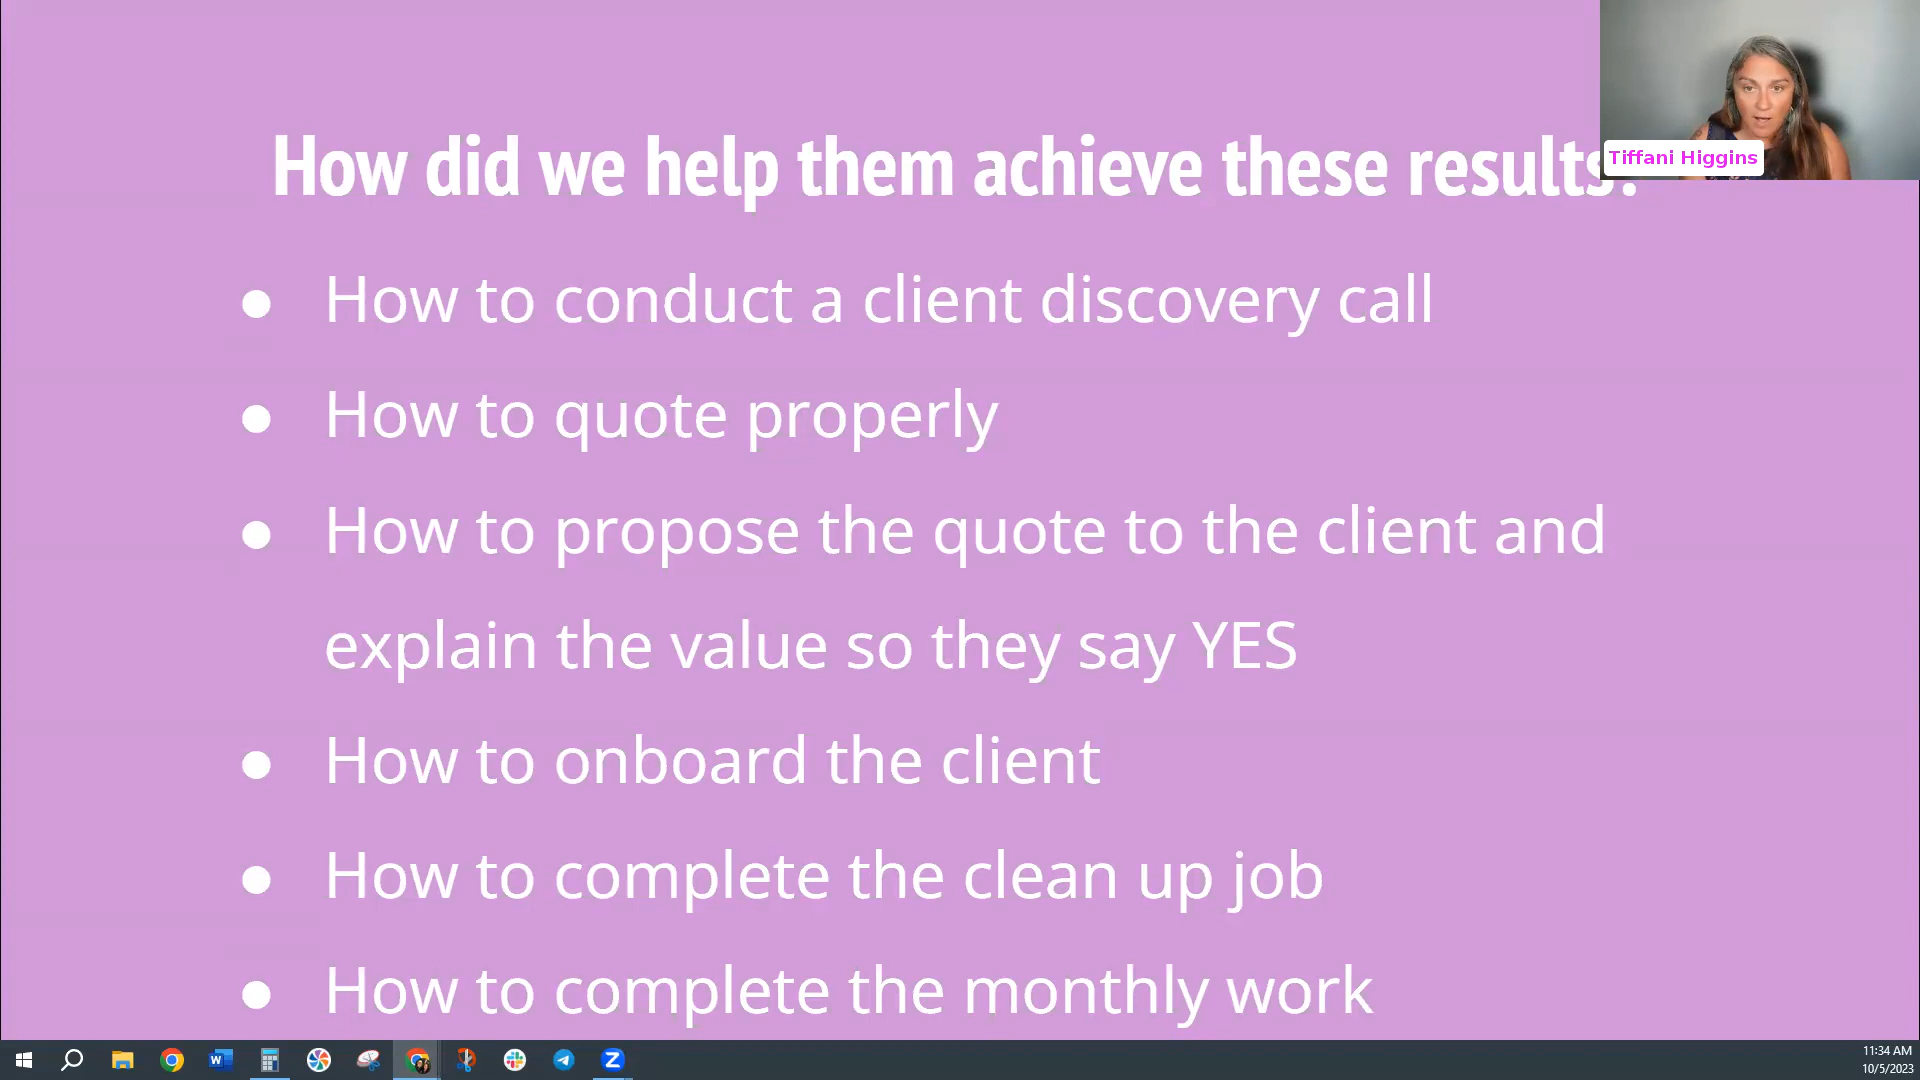 How did we help them achieve these results?
Tiffani Higgins
● How to conduct a client discovery call
● How to quote properly
● How to propose the quote to the client and
explain the value so they say YES
● How to onboard the client
● How to complete the clean up job
● How to complete the monthly work
11:34 AM
10/5/2023